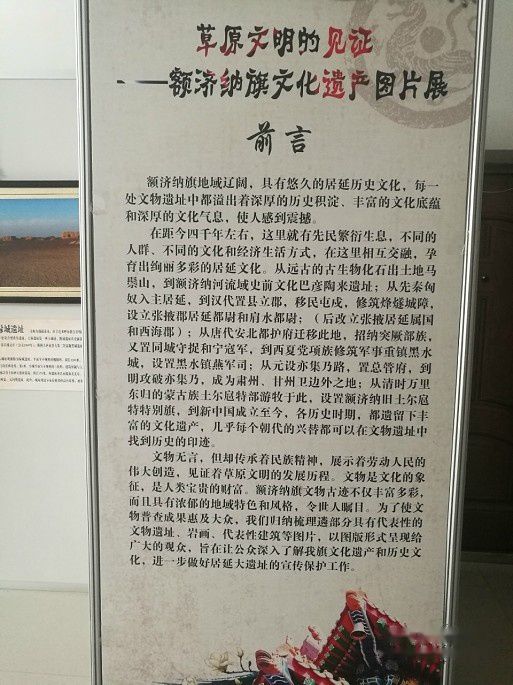 草原文明的见证
——额济纳旗文化遗产图片展
前言
额济纳旗地域辽阔，具有悠久的居延历史文化，每一
处文物遗址中都溢出着深厚的历史积淀、丰富的文化底蕴
和深厚的文化气息，使人感到震撼。
在距今四千年左右，这里就有先民繁衍生息，不同的
人群、不同的文化和经济生活方式，在这里相互交融，孕
育出绚丽多彩的居延文化。从远古的古生物化石出土地马
鬃山，到额济纳河流域史前文化巴彦陶来遗址；从先秦匈
奴入主居延，到汉代置县立郡，移民屯戍，修筑烽燧城障，
设立张掖郡居延都尉和肩水都尉；（后改立张掖居延属国
和西海郡）；从唐代安北都护府迁移此地，招纳突厥部族，
又置同城守捉和宁寇军，到西夏党项族修筑军事重镇黑水
城，设置黑水镇燕军司；从元设亦集乃路，置总管府，到
明攻破亦集乃，成为肃州、甘州卫边外之地；从清时万里
东归的蒙古族土尔扈特部游牧于此，设置额济纳旧土尔扈
特特别旗，到新中国成立至今，各历史时期，都遗留下丰
富的文化遗产，几乎每个朝代的兴替都可以在文物遗址中
找到历史的印迹。
文物无言，但却传承着民族精神，展示着劳动人民的
伟大创造，见证着草原文明的发展历程。文物是文化的象
征，是人类宝贵的财富。额济纳旗文物古迹不仅丰富多彩，
而且具有浓郁的地域特色和风格，令世人瞩目。为了使文
物普查成果惠及大众，我们归纳梳理遴部分具有代表性的
文物遗址、岩画、代表性建筑等图片，以图版形式呈现给
广大的观众，旨在让公众深入了解我旗文化遗产和历史文
化，进一步做好居延大遗址的宣传保护工作。
城遗址